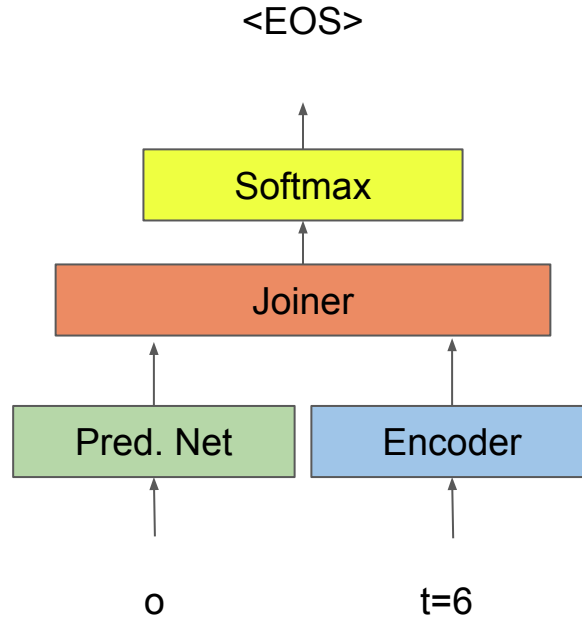 <EOS>
Softmax
Joiner
Pred. Net
Encoder
o
t=6